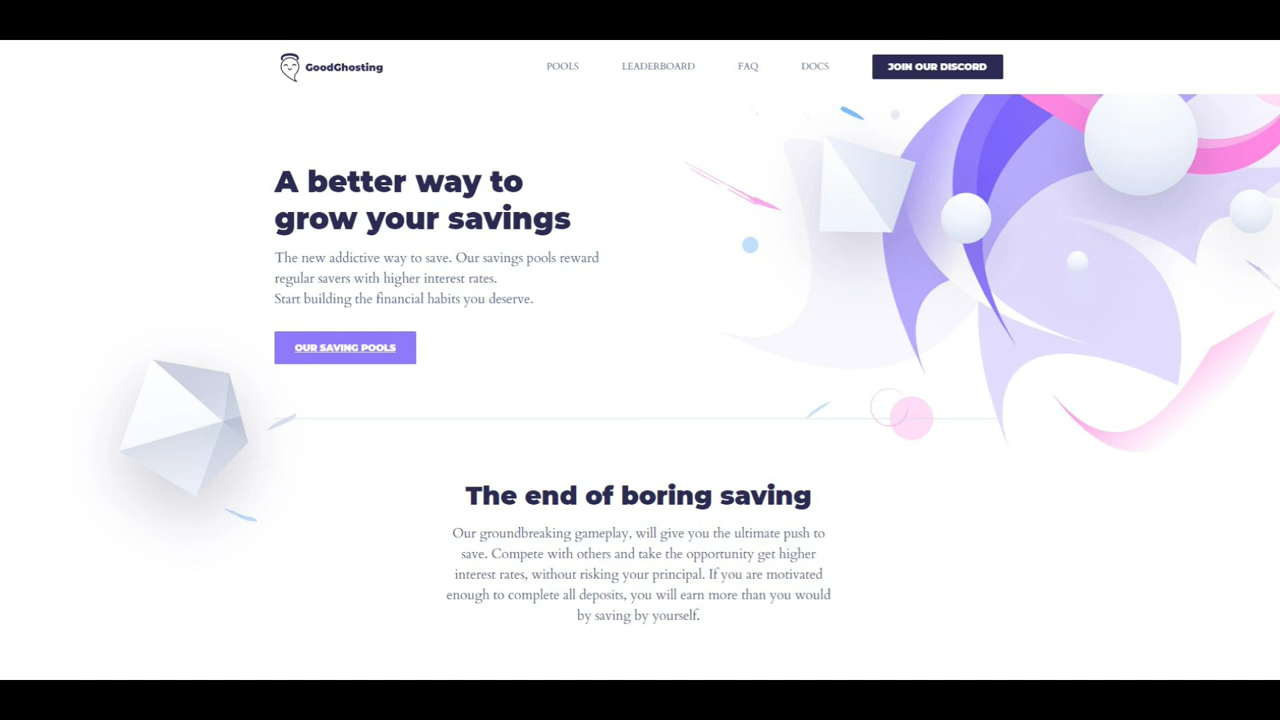 GoodGhosting
POOLS
LEADERBOARD
FAQ
DOCS
JOIN OUR DISCORD
A better way to
grow your savings
The new addictive way to save. Our savings pools reward
regular savers with higher interest rates.
Start building the financial habits you deserve.
OUR SAVING POOLS
The end of boring saving
Our groundbreaking gameplay, will give you the ultimate push to
save. Compete with others and take the opportunity get higher
interest rates, without risking your principal. If you are motivated
enough to complete all deposits, you will earn more than you would
by saving by yourself.